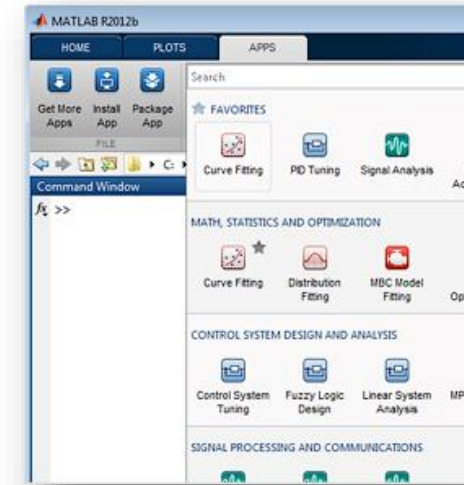 MATLAB R2012b
HOME PLOTS APPS
Get More Apps
Install App
Package App
FILE
Search
FAVORITES
Curve Fitting
PID Tuning
Signal Analysis
C:
Command Window
fx >>
MATH, STATISTICS AND OPTIMIZATION
Curve Fitting
Distribution Fitting
MBC Model Fitting
CONTROL SYSTEM DESIGN AND ANALYSIS
Control System Tuning
Fuzzy Logic Design
Linear System Analysis
SIGNAL PROCESSING AND COMMUNICATIONS